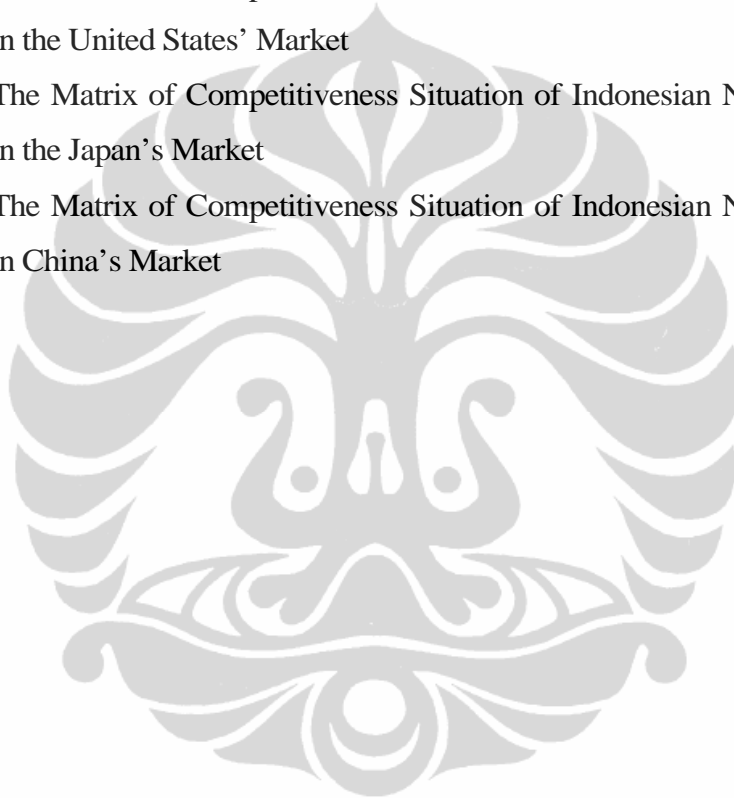 n the United States’ Market
The Matrix of Competitiveness Situation of Indonesian N
n the Japan’s Market
The Matrix of Competitiveness Situation of Indonesian N
n China’s Market